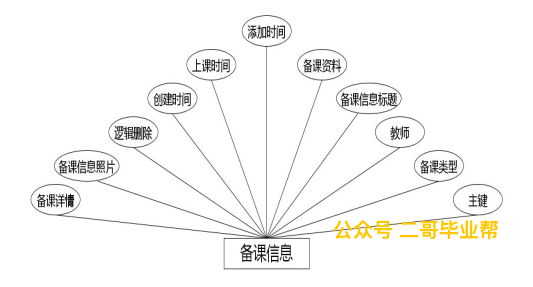 添加时间
上课时间
备课资料
创建时间
备课信息标题
逻辑删除
教师
备课信息照片
备课类型
备课详情
主键
公众号 二哥毕业帮
备课信息